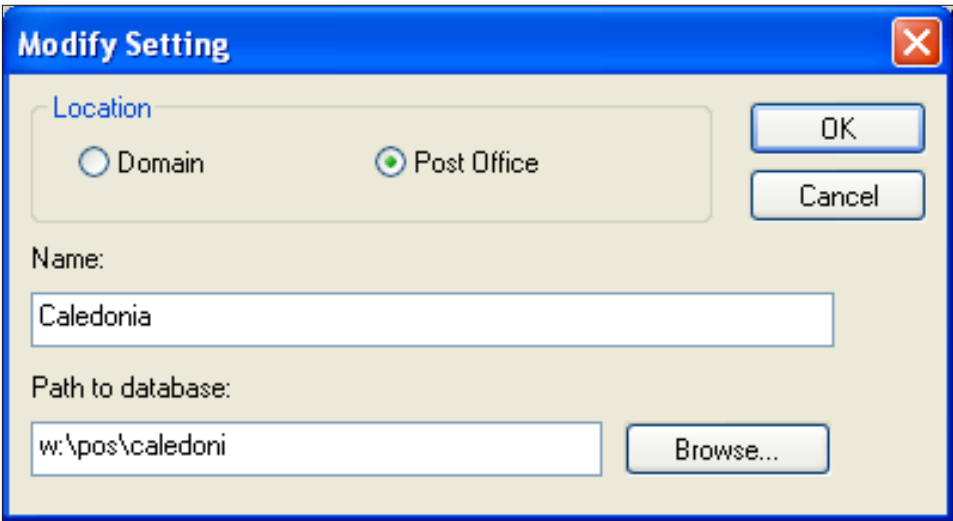 Modify Setting
Location
Domain
Post Office
OK
Cancel
Name:
Caledonia
Path to database:
w:\pos\caledoni
Browse...